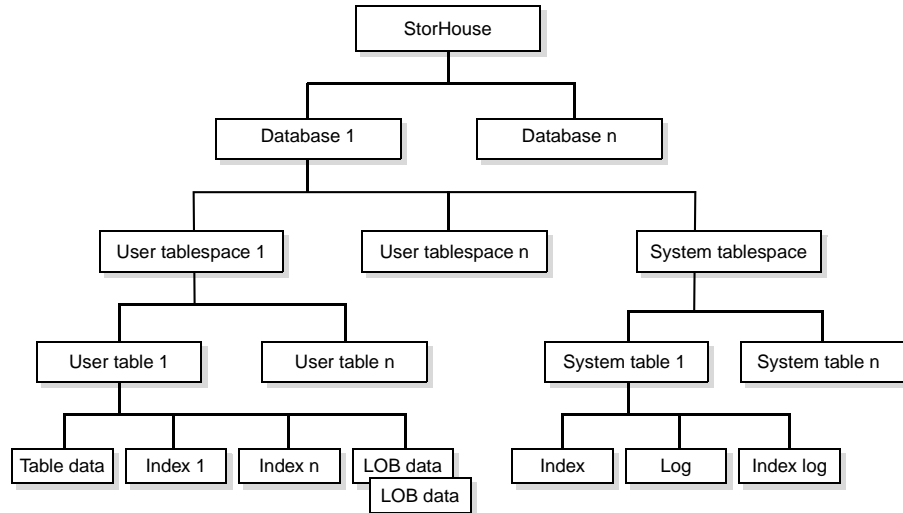 StorHouse
Database 1
Database n
User tablespace 1
User tablespace n
System tablespace
User table 1
User table n
System table 1
System table n
Table data
Index 1
Index n
LOB data
LOB data
Index
Log
Index log